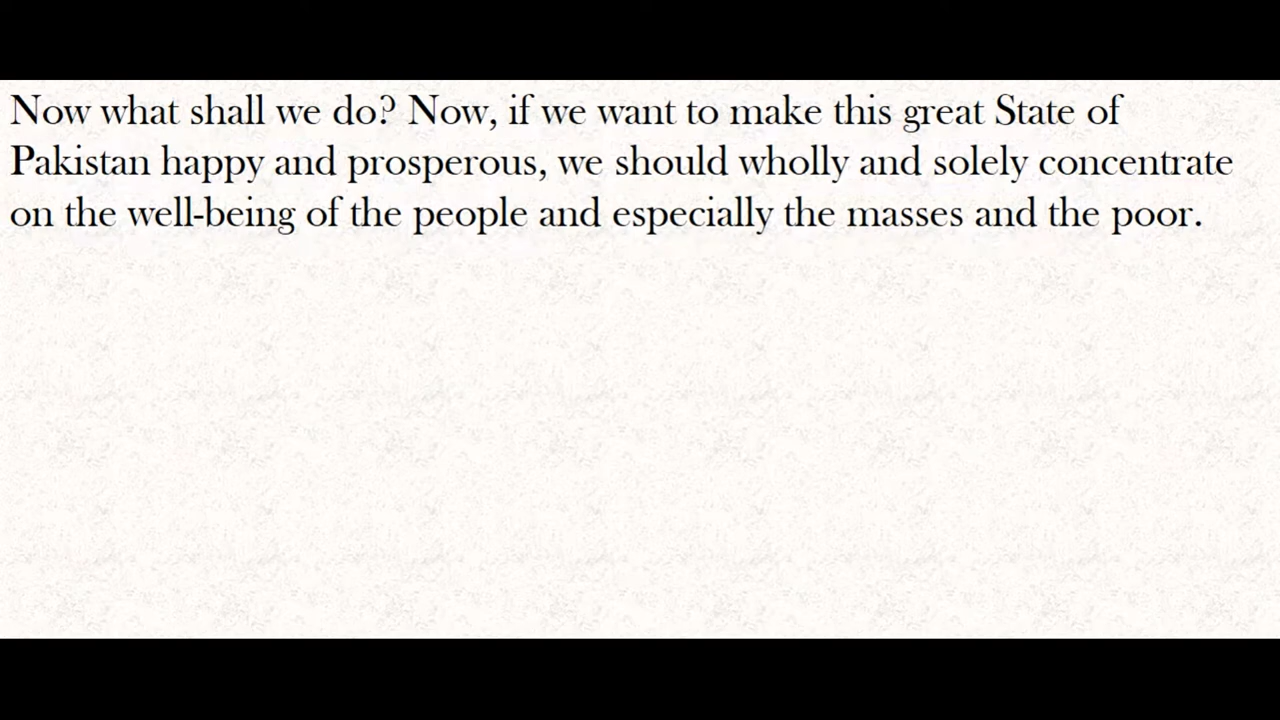 Now what shall we do? Now, if we want to make this great State of
Pakistan happy and prosperous, we should wholly and solely concentrate
on the well-being of the people and especially the masses and the poor.